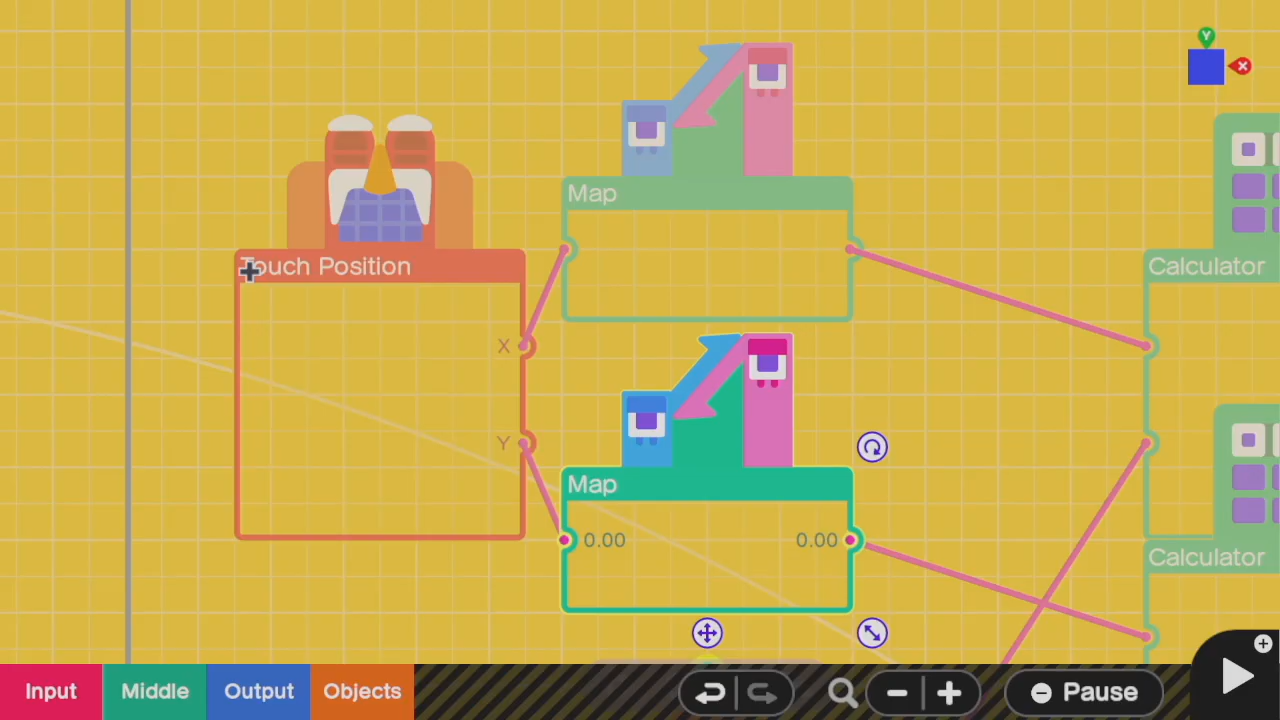 Y
Map
Touch Position
Calculator
X
Y
Map
0.00 0.00
Calculator
Input Middle Output Objects Pause